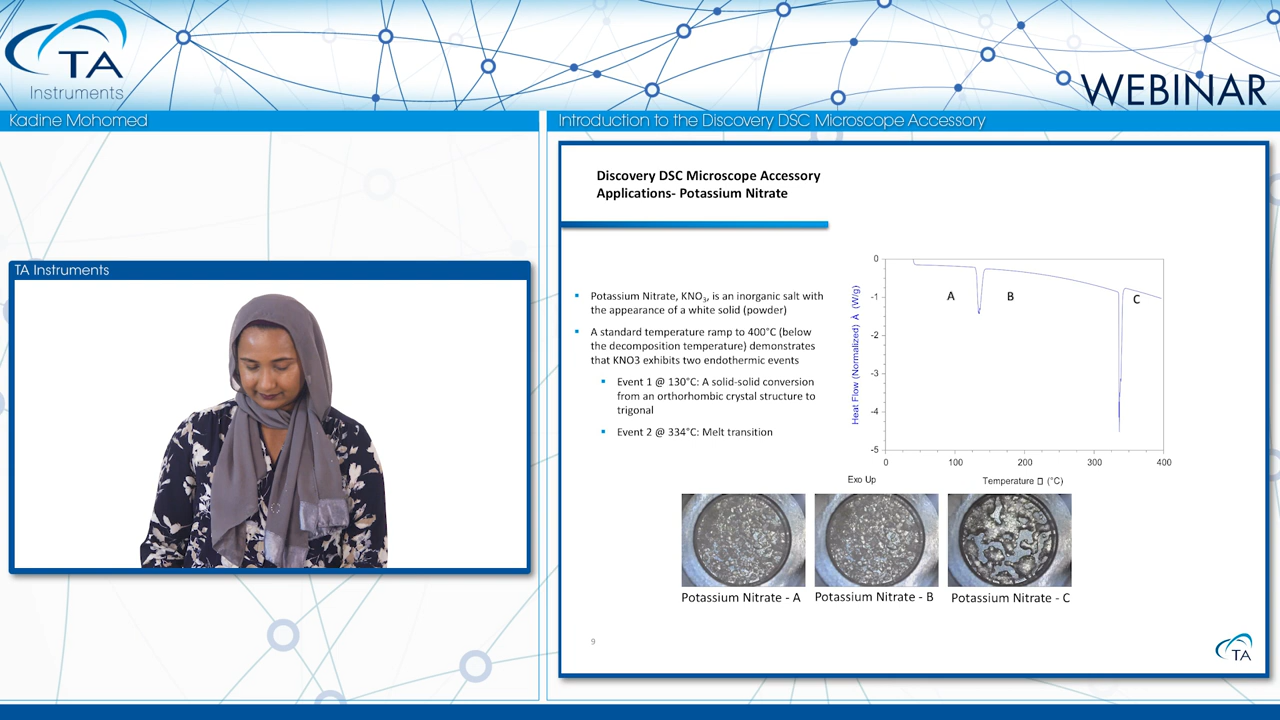 TA
Instruments
WEBINAR
Kadine Mohomed
Introduction to the Discovery DSC Microscope Accessory
TA Instruments
Discovery DSC Microscope Accessory
Applications- Potassium Nitrate
▪ Potassium Nitrate, KNO₃, is an inorganic salt with
the appearance of a white solid (powder)
▪ A standard temperature ramp to 400°C (below
the decomposition temperature) demonstrates
that KNO3 exhibits two endothermic events
▪ Event 1 @ 130°C: A solid-solid conversion
from an orthorhombic crystal structure to
trigonal
▪ Event 2 @ 334°C: Melt transition
Heat Flow (Normalized) À (W/g)
0
-1
-2
-3
-4
-5
A
B
C
0
100
200
300
400
Exo Up
Temperature □ (°C)
Potassium Nitrate - A
Potassium Nitrate - B
Potassium Nitrate - C
9
TA